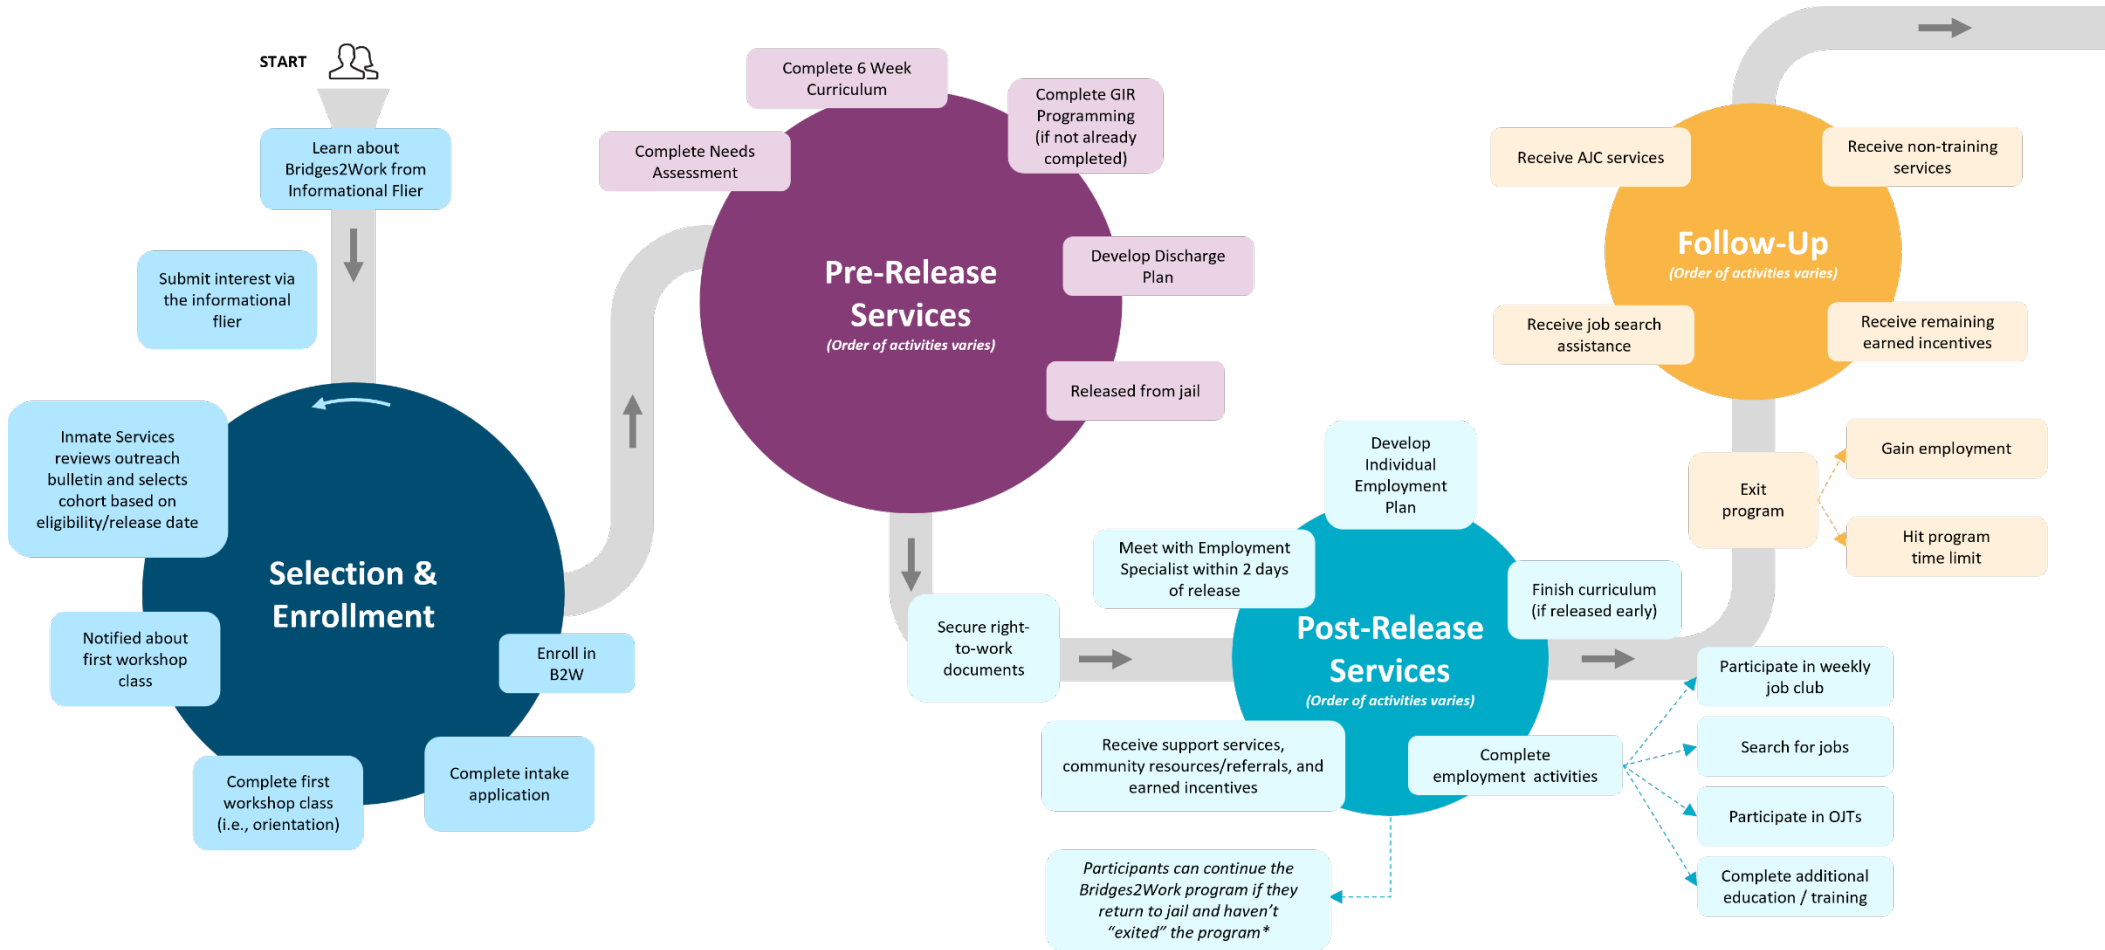 START
Learn about
Bridges2Work from
Informational Flier
Submit interest via
the informational
flier
Inmate Services
reviews outreach
bulletin and selects
cohort based on
eligibility/release date
Selection &
Enrollment
Notified about
first workshop
class
Complete first
workshop class
(i.e., orientation)
Complete intake
application
Enroll in
B2W
Complete Needs
Assessment
Complete 6 Week
Curriculum
Complete GIR
Programming
(if not already
completed)
Pre-Release
Services
(Order of activities varies)
Develop Discharge
Plan
Released from jail
Secure right-
to-work
documents
Meet with Employment
Specialist within 2 days
of release
Develop
Individual
Employment
Plan
Finish curriculum
(if released early)
Post-Release
Services
(Order of activities varies)
Receive support services,
community resources/referrals, and
earned incentives
Complete
employment activities
Participate in weekly
job club
Search for jobs
Participate in OJTs
Complete additional
education / training
Participants can continue the
Bridges2Work program if they
return to jail and haven't
“exited” the program*
Exit
program
Gain employment
Hit program
time limit
Follow-Up
(Order of activities varies)
Receive AJC services
Receive non-training
services
Receive job search
assistance
Receive remaining
earned incentives